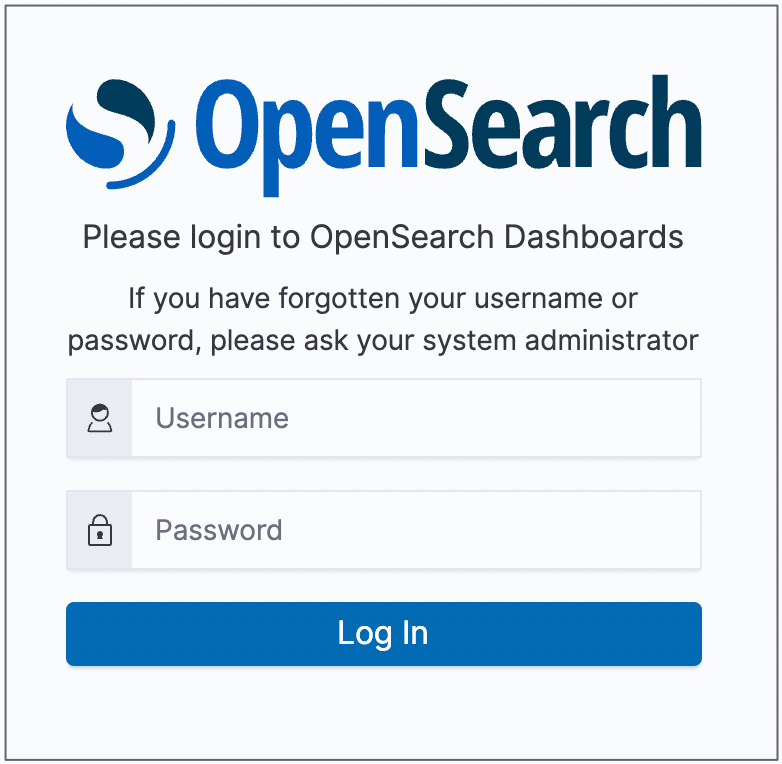 OpenSearch
Please login to OpenSearch Dashboards
If you have forgotten your username or
password, please ask your system administrator
Username
Password
Log In